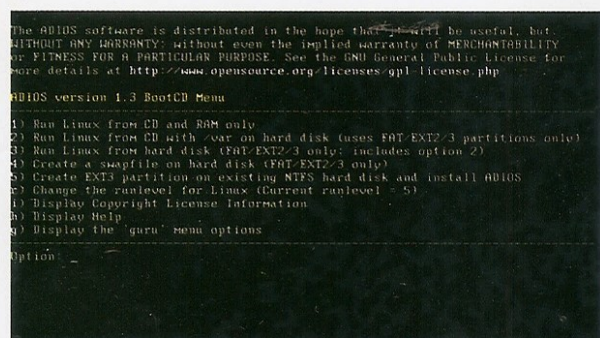 The ADIOS software is distributed in the hope that it will be useful, but
WITHOUT ANY WARRANTY; without even the implied warranty of MERCHANTABILITY
or FITNESS FOR A PARTICULAR PURPOSE. See the GNU General Public License for
more details at http://www.opensource.org/licenses/gpl-license.php
ADIOS version 1.3 BootCD Menu
1) Run Linux from CD and RAM only
2) Run Linux from CD with /var on hard disk (uses FAT/EXT2/3 partitions only)
3) Run Linux from hard disk (FAT/EXT2/3 only: includes option 2)
4) Create a swapfile on hard disk (FAT/EXT2/3 only)
5) Create EXT3 partition on existing NTFS hard disk and install ADIOS
r) Change the runlevel for Linux (Current runlevel = 5)
i) Display Copyright License Information
h) Display Help
g) Display the 'guru' menu options
Option: _